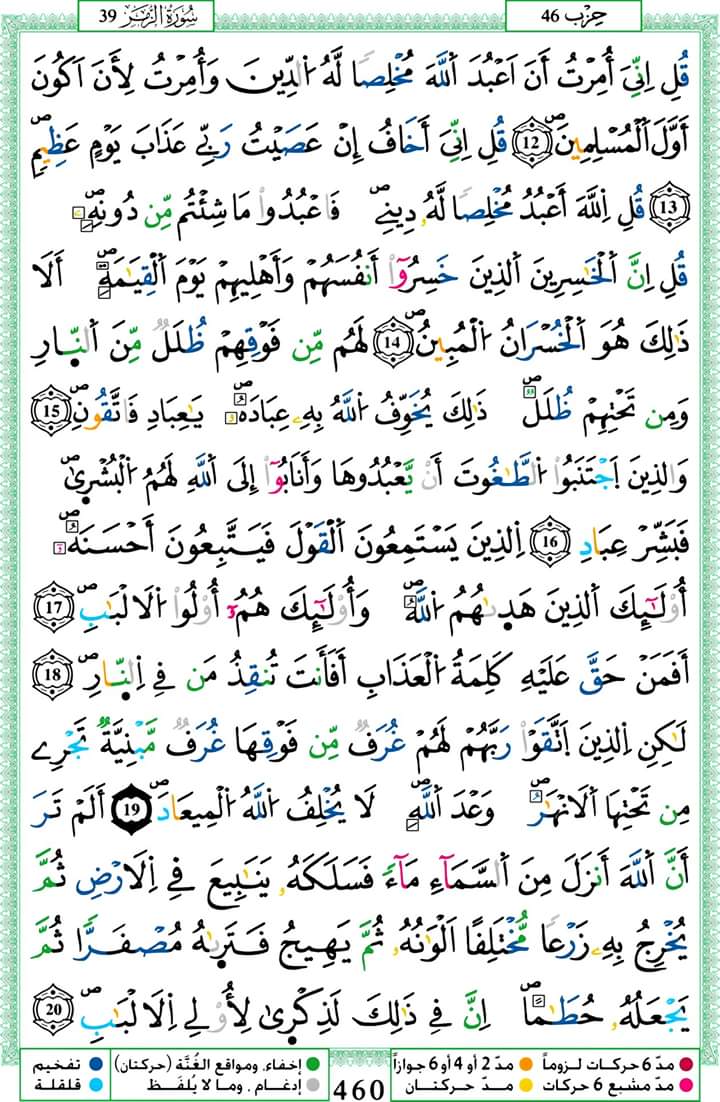 39 سُورَةُ الزُّمَرِ
حِزْب 46
قُلِ اِنِّيَ أُمِرْتُ أَنَ اَعْبُدَ اَللَّهَ مُخْلِصاٗ لَّهُ اُلدِّينَ وَأُمِرْتُ لِأَنَ اَكُونَ
أَوَّلَ اَلْمُسْلِمِينَۖ 12 قُلِ اِنِّيَ أَخَافُ إِنْ عَصَيْتُ رَبِّے عَذَابَ يَوْمٍ عَظِيمٖۖ
13 قُلِ اِللَّهَ أَعْبُدُ مُخْلِصاٗ لَّهُۥ دِينِےۖ فَاعْبُدُواْ مَا شِئْتُم مِّن دُونِهِۦۖ
قُلِ اِنَّ اَلْخَٰسِرِينَ اَلذِينَ خَسِرُوٓاْ أَنفُسَهُمْ وَأَهْلِيهِمْ يَوْمَ اَلْقِيَٰمَةِۖ أَلَا
ذَٰلِكَ هُوَ اَلْخُسْرَانُ اُلْمُبِينُۖ 14 لَهُم مِّن فَوْقِهِمْ ظُلَلٞ مِّنَ اَلنّ۪ارِ
وَمِن تَحْتِهِمْ ظُلَلٞۖ ذَٰلِكَ يُخَوِّفُ اُللَّهُ بِهِۦ عِبَادَهُۥۖ يَٰعِبَادِ فَاتَّقُونِۖ 15
وَالذِينَ اَجْتَنَبُواْ اُلطَّٰغُوتَ أَنْ يَّعْبُدُوهَا وَأَنَابُوٓاْ إِلَى اَللَّهِ لَهُمُ اُلْبُشْر۪ىٰۖ
فَبَشِّرْ عِبَادِ 16 اِلذِينَ يَسْتَمِعُونَ اَلْقَوْلَ فَيَتَّبِعُونَ أَحْسَنَهُۥٓۖ
أُوْلَٰٓئِكَ اَلذِينَ هَد۪يٰهُمُ اُللَّهُۖ وَأُوْلَٰٓئِكَ هُمُۥٓ أُوْلُواْ اُلَالْبَٰبِۖ 17
أَفَمَنْ حَقَّ عَلَيْهِ كَلِمَةُ اُلْعَذَابِ أَفَأَنتَ تُنقِذُ مَن فِے اِلنّ۪ارِۖ 18
لَٰكِنِ اِلذِينَ اَتَّقَوْاْ رَبَّهُمْ لَهُمْ غُرَفٞ مِّن فَوْقِهَا غُرَفٞ مَّبْنِيَّةٞ تَجْرِے
مِن تَحْتِهَا اَلَانْهَٰرُۖ وَعْدَ اَللَّهِۖ لَا يُخْلِفُ اُللَّهُ اُلْمِيعَادَۖ 19 أَلَمْ تَرَ
أَنَّ اَللَّهَ أَنزَلَ مِنَ اَلسَّمَآءِ مَآءٗ فَسَلَكَهُۥ يَنَٰبِيعَ فِے اِلَارْضِ ثُمَّ
يُخْرِجُ بِهِۦ زَرْعاٗ مُّخْتَلِفاً اَلْوَٰنُهُۥ ثُمَّ يَهِيجُ فَتَر۪يٰهُ مُصْفَرّاٗ ثُمَّ
يَجْعَلُهُۥ حُطَٰماًۖ اِنَّ فِے ذَٰلِكَ لَذِكْر۪ىٰ لِأُوْلِے اِلَالْبَٰبِۖ 20
مدّ 6 حركات لزوماً مدّ 2 أو 4 أو 6 جوازاً إخفاء، ومواقع الغُنَّة (حركتان) تفخيم
مدّ مشبع 6 حركات مـدّ حركتـان إدغام ، وما لا يُلفَـظ قلقلة
460